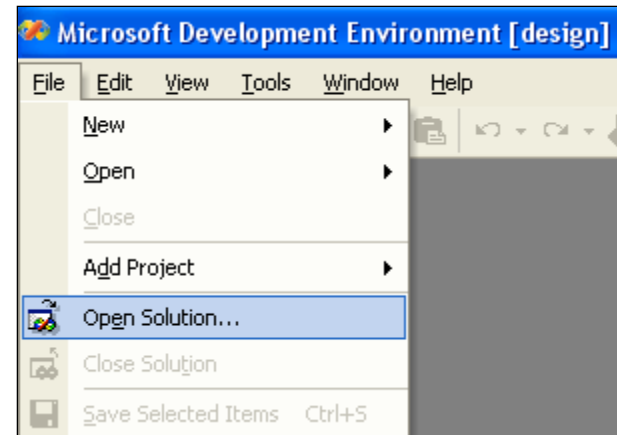 Microsoft Development Environment [design]
File Edit View Tools Window Help
New
Open
Close
Add Project
Open Solution...
Close Solution
Save Selected Items Ctrl+S